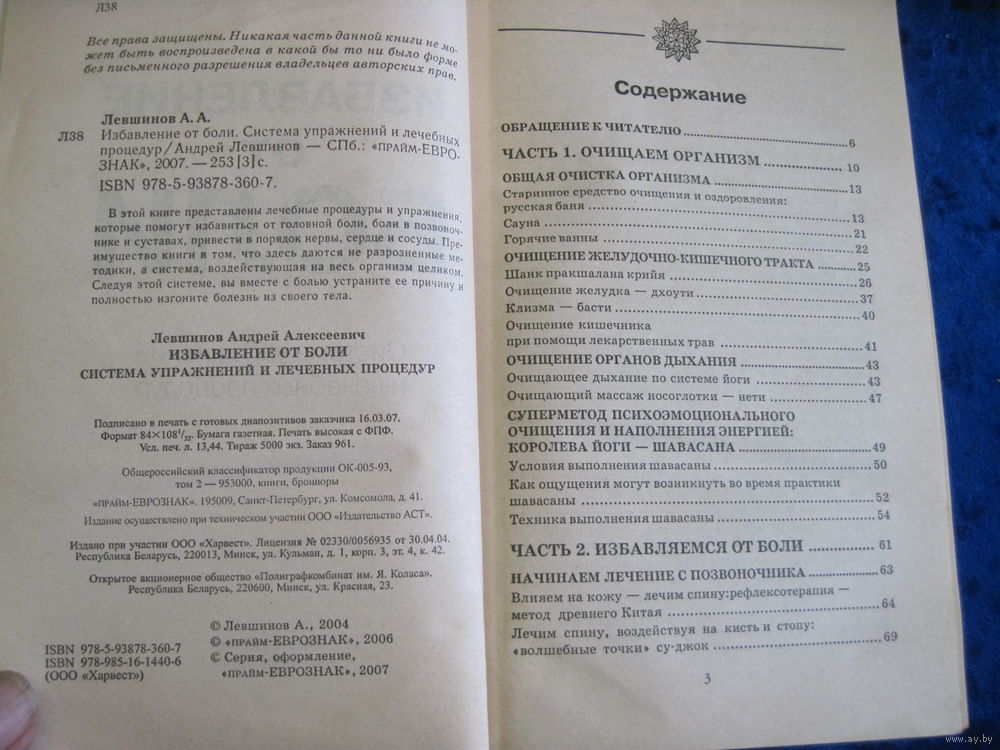 Л38
Все права защищены. Никакая часть данной книги не мо-
жет быть воспроизведена в какой бы то ни было форме
без письменного разрешения владельцев авторских прав.
Левшинов А. А.
Л38 Избавление от боли. Система упражнений и лечебных
процедур/Андрей Левшинов — СПб.: «ПРАЙМ-ЕВРО-
ЗНАК», 2007. — 253 [3] с.
ISBN 978-5-93878-360-7.
В этой книге представлены лечебные процедуры и упражнения,
которые помогут избавиться от головной боли, боли в позвоноч-
нике и суставах, привести в порядок нервы, сердце и сосуды. Пре-
имущество книги в том, что здесь даются не разрозненные ме-
тодики, а система, воздействующая на весь организм целиком.
Следуя этой системе, вы вместе с болью устраните ее причину и
полностью изгоните болезнь из своего тела.
Левшинов Андрей Алексеевич
ИЗБАВЛЕНИЕ ОТ БОЛИ
СИСТЕМА УПРАЖНЕНИЙ И ЛЕЧЕБНЫХ ПРОЦЕДУР
Подписано в печать с готовых диапозитивов заказчика 16.03.07.
Формат 84×108¹/₃₂. Бумага газетная. Печать высокая с ФПФ.
Усл. печ. л. 13,44. Тираж 5000 экз. Заказ 961.
Общероссийский классификатор продукции ОК-005-93,
том 2 — 953000, книги, брошюры
«ПРАЙМ-ЕВРОЗНАК». 195009, Санкт-Петербург, ул. Комсомола, д. 41.
Издание осуществлено при техническом участии ООО «Издательство АСТ».
Издано при участии ООО «Харвест». Лицензия № 02330/0056935 от 30.04.04.
Республика Беларусь, 220013, Минск, ул. Кульман, д. 1, корп. 3, эт. 4, к. 42.
Открытое акционерное общество «Полиграфкомбинат им. Я. Коласа».
Республика Беларусь, 220600, Минск, ул. Красная, 23.
© Левшинов А., 2004
© «ПРАЙМ-ЕВРОЗНАК», 2006
© Серия, оформление,
«ПРАЙМ-ЕВРОЗНАК», 2007
ISBN 978-5-93878-360-7
ISBN 978-985-16-1440-6
(ООО «Харвест»)
Содержание
ОБРАЩЕНИЕ К ЧИТАТЕЛЮ 6
ЧАСТЬ 1. ОЧИЩАЕМ ОРГАНИЗМ 10
ОБЩАЯ ОЧИСТКА ОРГАНИЗМА 13
Старинное средство очищения и оздоровления:
русская баня 13
Сауна 21
Горячие ванны 22
ОЧИЩЕНИЕ ЖЕЛУДОЧНО-КИШЕЧНОГО ТРАКТА 25
Шанк пракшалана крийя 26
Очищение желудка — дхоути 37
Клизма — басти 40
Очищение кишечника
при помощи лекарственных трав 41
ОЧИЩЕНИЕ ОРГАНОВ ДЫХАНИЯ 43
Очищающее дыхание по системе йоги 43
Очищающий массаж носоглотки — нети 47
СУПЕРМЕТОД ПСИХОЭМОЦИОНАЛЬНОГО
ОЧИЩЕНИЯ И НАПОЛНЕНИЯ ЭНЕРГИЕЙ:
КОРОЛЕВА ЙОГИ — ШАВАСАНА 49
Условия выполнения шавасаны 50
Как ощущения могут возникнуть во время практики
шавасаны 52
Техника выполнения шавасаны 54
ЧАСТЬ 2. ИЗБАВЛЯЕМСЯ ОТ БОЛИ 61
НАЧИНАЕМ ЛЕЧЕНИЕ С ПОЗВОНОЧНИКА 63
Влияем на кожу — лечим спину:рефлексотерапия —
метод древнего Китая 64
Лечим спину, воздействуя на кисть и стопу:
«волшебные точки» су-джок 69
3
www.ay.by